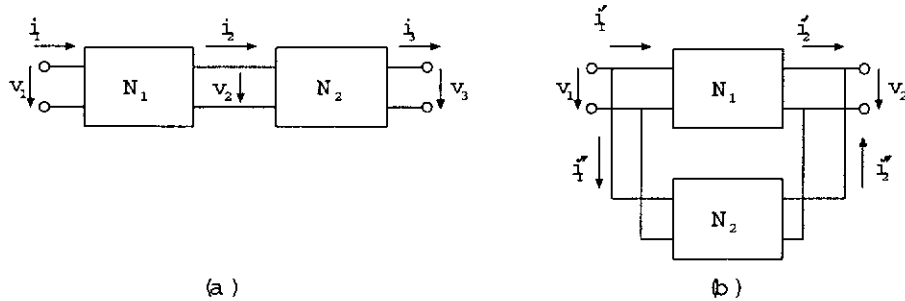 i₁ i₂ i₃ i₁′ i₂′
v₁ N₁ v₂ N₂ v₃ v₁ N₁ v₂
i₁″ i₂″
N₂
(a) (b)